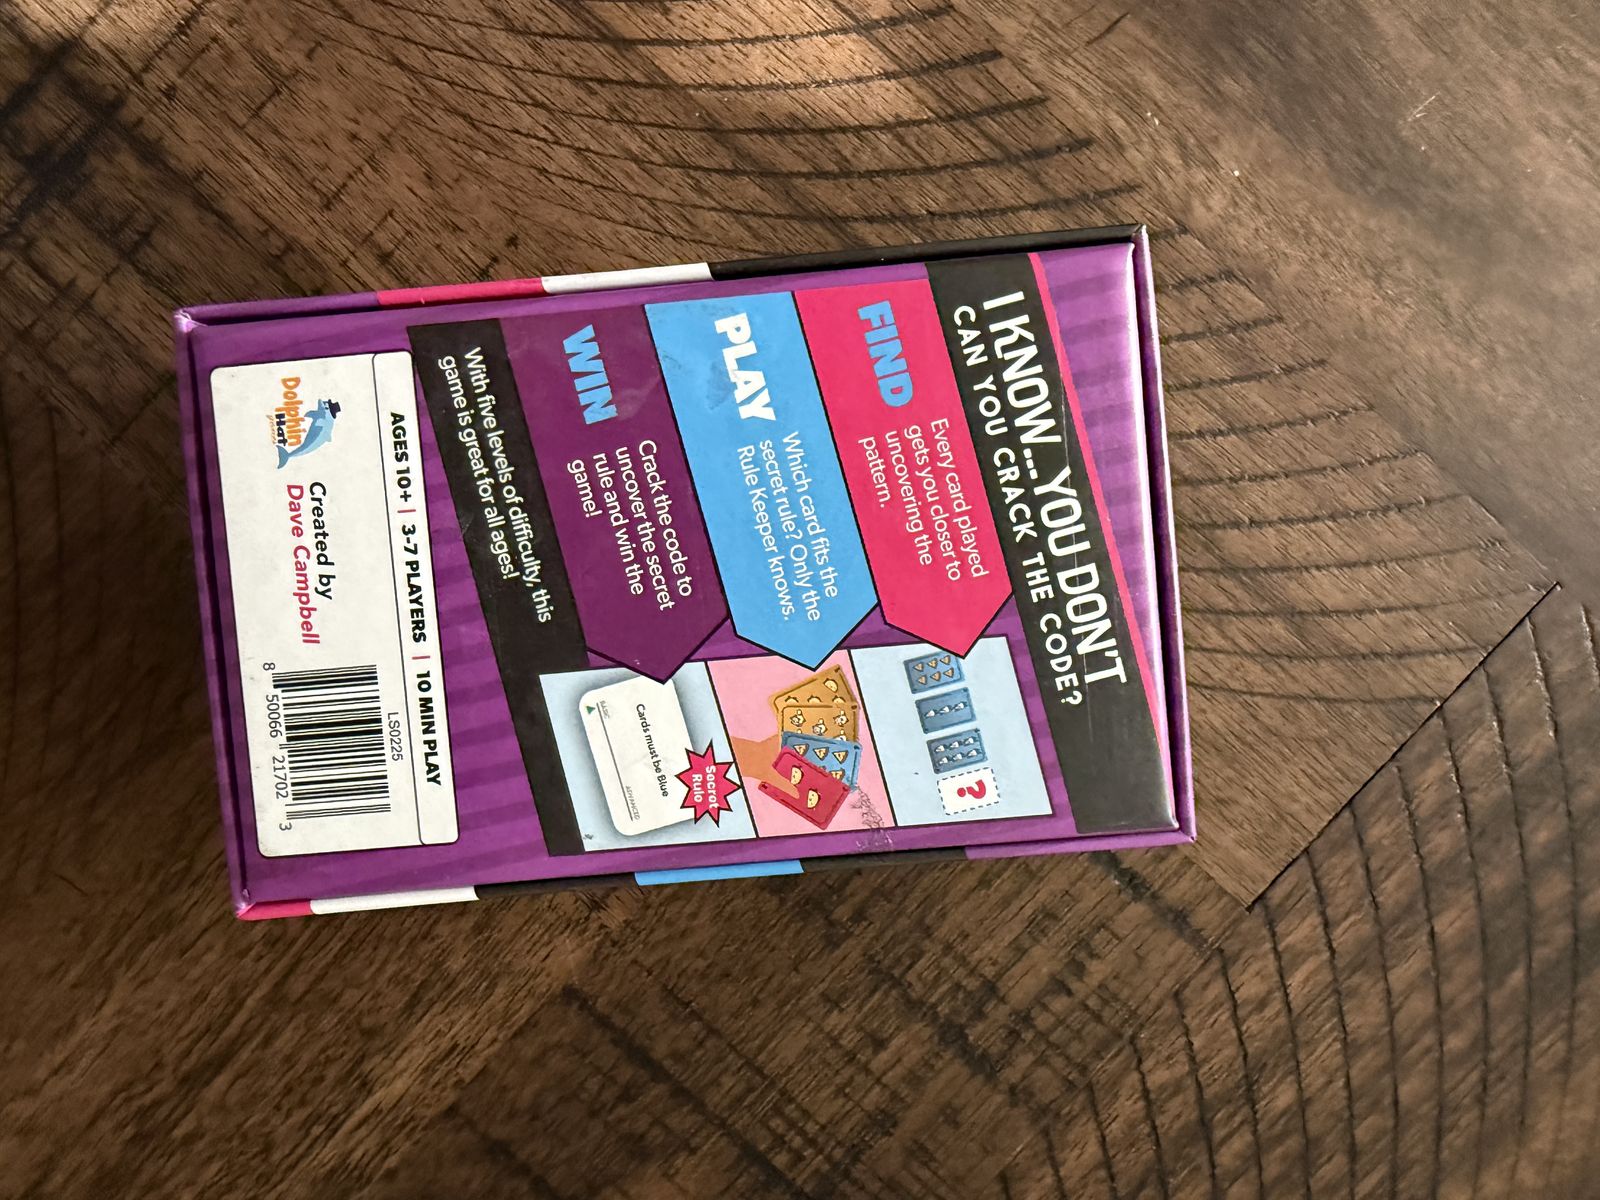 I KNOW... YOU DON'T
CAN YOU CRACK THE CODE?
FIND
Every card played
gets you closer to
uncovering the
pattern.
?
PLAY
Which card fits the
secret rule? Only the
Rule Keeper knows.
WIN
Crack the code to
uncover the secret
rule and win the
game!
Secret
Rule
Cards must be Blue
BASIC
ADVANCED
With five levels of difficulty, this
game is great for all ages!
AGES 10+ | 3-7 PLAYERS | 10 MIN PLAY
Dolphin
Hat
Created by
Dave Campbell
LS0225
8 50066 21702 3